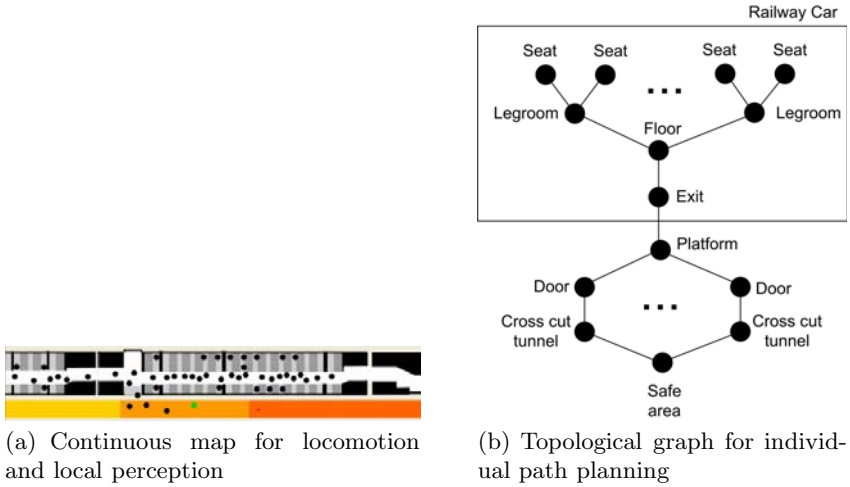 Railway Car
Seat Seat Seat Seat
Legroom Legroom
Floor
Exit
Platform
Door Door
Cross cut Cross cut
tunnel tunnel
Safe
area
(a) Continuous map for locomotion
and local perception
(b) Topological graph for individ-
ual path planning